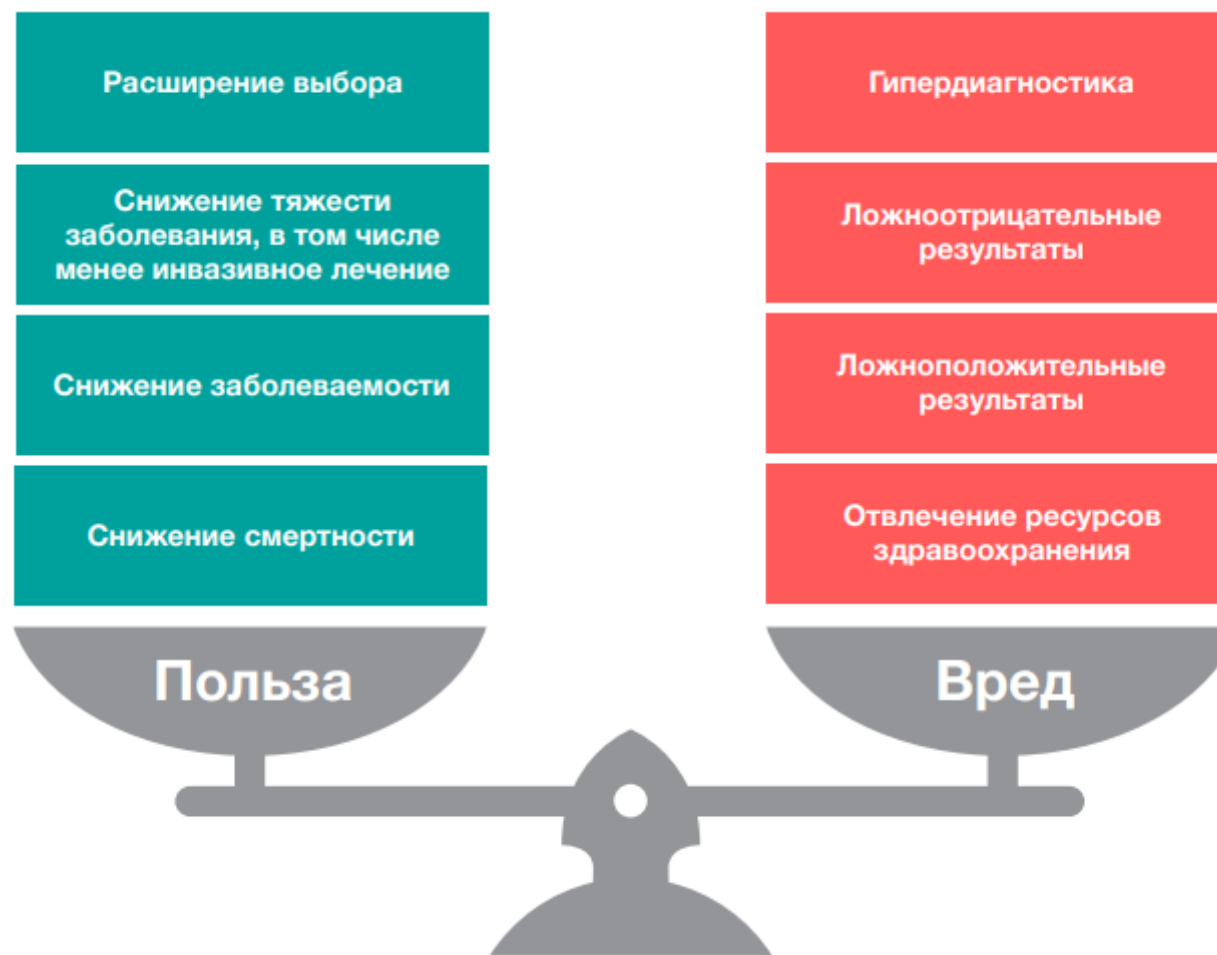 Расширение выбора
Снижение тяжести
заболевания, в том числе
менее инвазивное лечение
Снижение заболеваемости
Снижение смертности
Польза
Гипердиагностика
Ложноотрицательные
результаты
Ложноположительные
результаты
Отвлечение ресурсов
здравоохранения
Вред